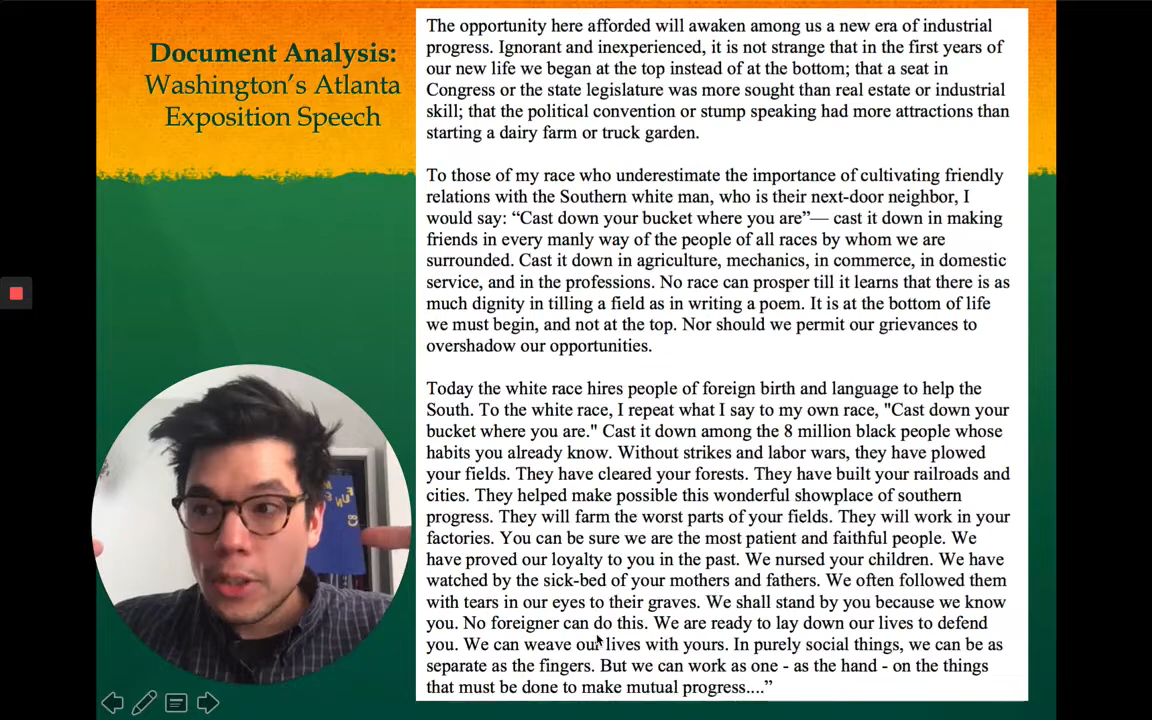 Document Analysis:
Washington's Atlanta
Exposition Speech
The opportunity here afforded will awaken among us a new era of industrial
progress. Ignorant and inexperienced, it is not strange that in the first years of
our new life we began at the top instead of at the bottom; that a seat in
Congress or the state legislature was more sought than real estate or industrial
skill; that the political convention or stump speaking had more attractions than
starting a dairy farm or truck garden.
To those of my race who underestimate the importance of cultivating friendly
relations with the Southern white man, who is their next-door neighbor, I
would say: “Cast down your bucket where you are”— cast it down in making
friends in every manly way of the people of all races by whom we are
surrounded. Cast it down in agriculture, mechanics, in commerce, in domestic
service, and in the professions. No race can prosper till it learns that there is as
much dignity in tilling a field as in writing a poem. It is at the bottom of life
we must begin, and not at the top. Nor should we permit our grievances to
overshadow our opportunities.
Today the white race hires people of foreign birth and language to help the
South. To the white race, I repeat what I say to my own race, "Cast down your
bucket where you are." Cast it down among the 8 million black people whose
habits you already know. Without strikes and labor wars, they have plowed
your fields. They have cleared your forests. They have built your railroads and
cities. They helped make possible this wonderful showplace of southern
progress. They will farm the worst parts of your fields. They will work in your
factories. You can be sure we are the most patient and faithful people. We
have proved our loyalty to you in the past. We nursed your children. We have
watched by the sick-bed of your mothers and fathers. We often followed them
with tears in our eyes to their graves. We shall stand by you because we know
you. No foreigner can do this. We are ready to lay down our lives to defend
you. We can weave our lives with yours. In purely social things, we can be as
separate as the fingers. But we can work as one - as the hand - on the things
that must be done to make mutual progress....”